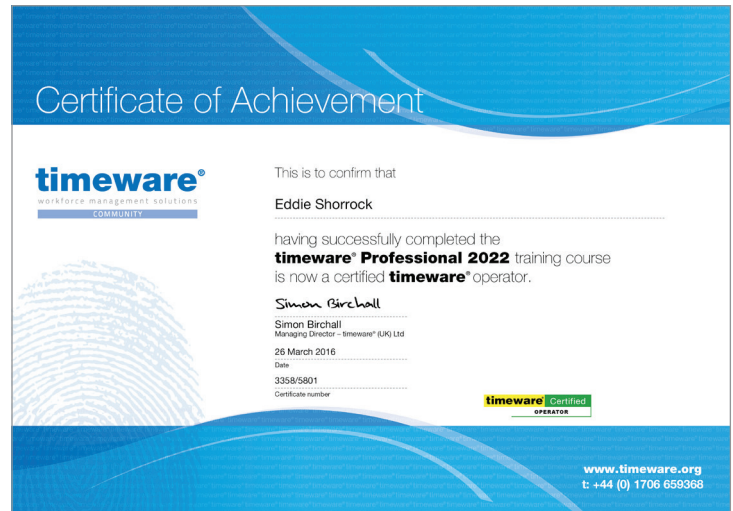 Certificate of Achievement
timeware®
workforce management solutions
COMMUNITY
This is to confirm that
Eddie Shorrock
having successfully completed the
timeware® Professional 2022 training course
is now a certified timeware® operator.
Simon Birchall
Simon Birchall
Managing Director – timeware® (UK) Ltd
26 March 2016
Date
3358/5801
Certificate number
timeware® Certified
OPERATOR
www.timeware.org
t: +44 (0) 1706 659368